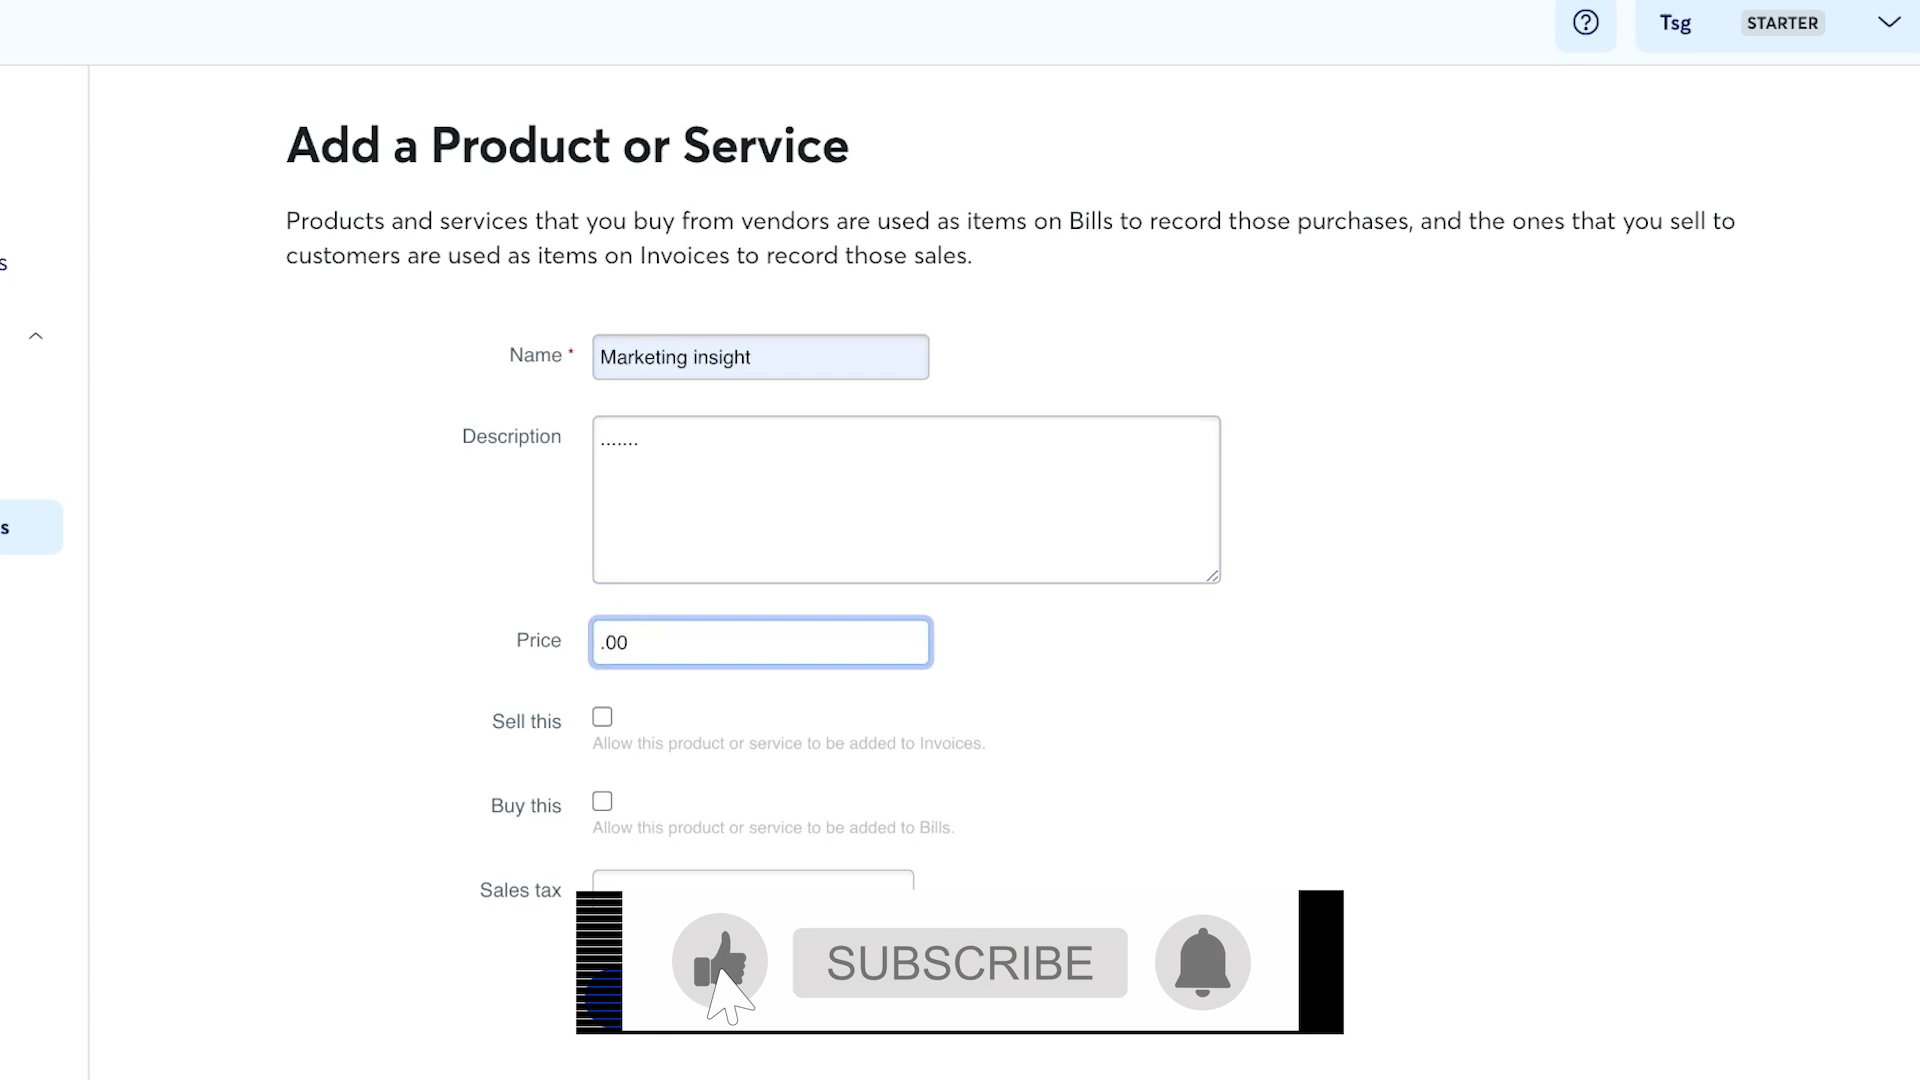 Tsg STARTER
Add a Product or Service
Products and services that you buy from vendors are used as items on Bills to record those purchases, and the ones that you sell to
customers are used as items on Invoices to record those sales.
s
Name * Marketing insight
Description .......
s
Price .00
Sell this
Allow this product or service to be added to Invoices.
Buy this
Allow this product or service to be added to Bills.
Sales tax
SUBSCRIBE